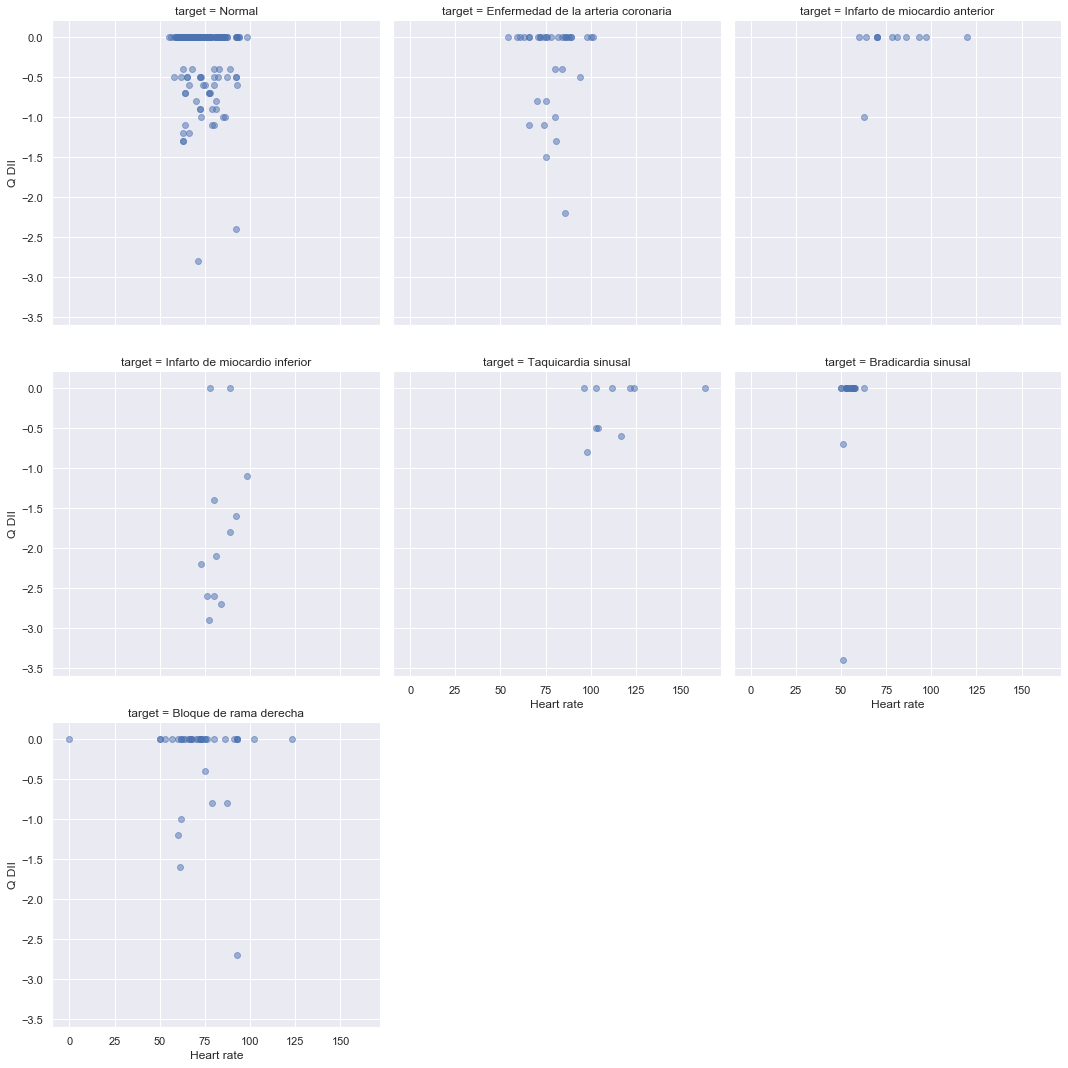 target = Normal
target = Enfermedad de la arteria coronaria
target = Infarto de miocardio anterior
0.0
−0.5
−1.0
−1.5
−2.0
−2.5
−3.0
−3.5
Q DII
target = Infarto de miocardio inferior
target = Taquicardia sinusal
target = Bradicardia sinusal
0.0
−0.5
−1.0
−1.5
−2.0
−2.5
−3.0
−3.5
Q DII
0 25 50 75 100 125 150
Heart rate
0 25 50 75 100 125 150
Heart rate
target = Bloque de rama derecha
0.0
−0.5
−1.0
−1.5
−2.0
−2.5
−3.0
−3.5
Q DII
0 25 50 75 100 125 150
Heart rate